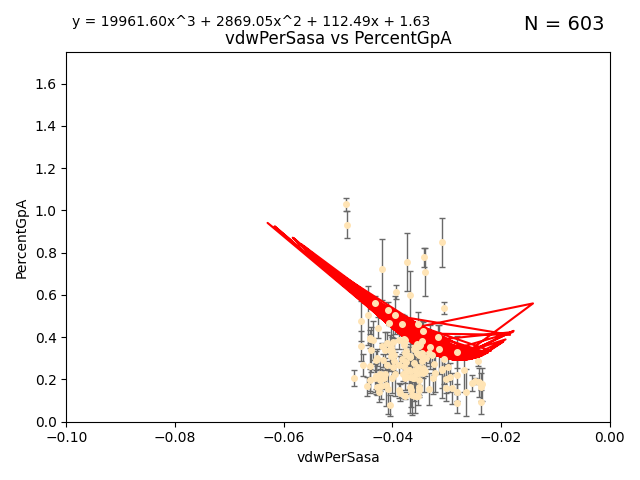 y = 19961.60x^3 + 2869.05x^2 + 112.49x + 1.63
N = 603
vdwPerSasa vs PercentGpA
PercentGpA
1.6
1.4
1.2
1.0
0.8
0.6
0.4
0.2
0.0
−0.10 −0.08 −0.06 −0.04 −0.02 0.00
vdwPerSasa